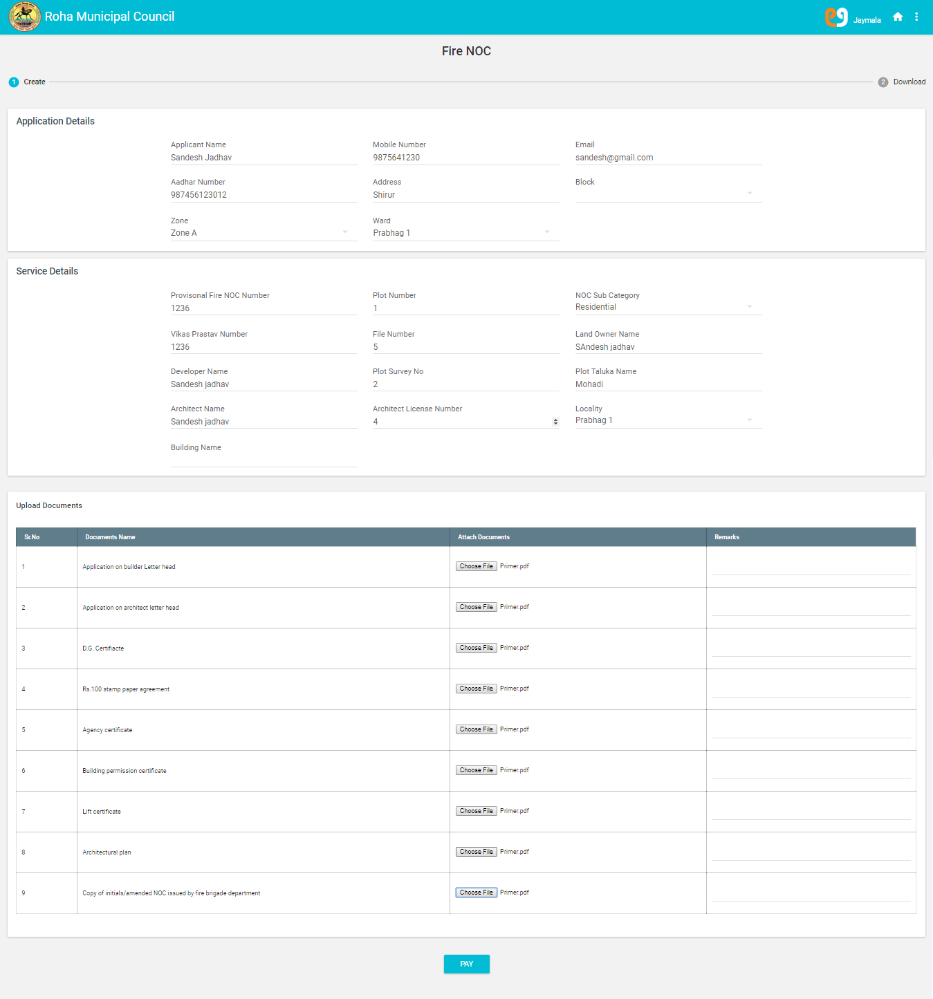 Roha Municipal Council
Jaymala
Fire NOC
1 Create
2 Download
Application Details
Applicant Name Mobile Number Email
Sandesh Jadhav 9875641230 sandesh@gmail.com
Aadhar Number Address Block
987456123012 Shirur
Zone Ward
Zone A Prabhag 1
Service Details
Provisonal Fire NOC Number Plot Number NOC Sub Category
1236 1 Residential
Vikas Prastav Number File Number Land Owner Name
1236 5 SAndesh jadhav
Developer Name Plot Survey No Plot Taluka Name
Sandesh jadhav 2 Mohadi
Architect Name Architect License Number Locality
Sandesh jadhav 4 Prabhag 1
Building Name
Upload Documents
Sr.No Documents Name Attach Documents Remarks
1 Application on builder Letter head Choose File Primer.pdf
2 Application on architect letter head Choose File Primer.pdf
3 D.G. Certifiacte Choose File Primer.pdf
4 Rs.100 stamp paper agreement Choose File Primer.pdf
5 Agency certificate Choose File Primer.pdf
6 Building permission certificate Choose File Primer.pdf
7 Lift certificate Choose File Primer.pdf
8 Architectural plan Choose File Primer.pdf
9 Copy of initials/amended NOC issued by fire brigade department Choose File Primer.pdf
PAY